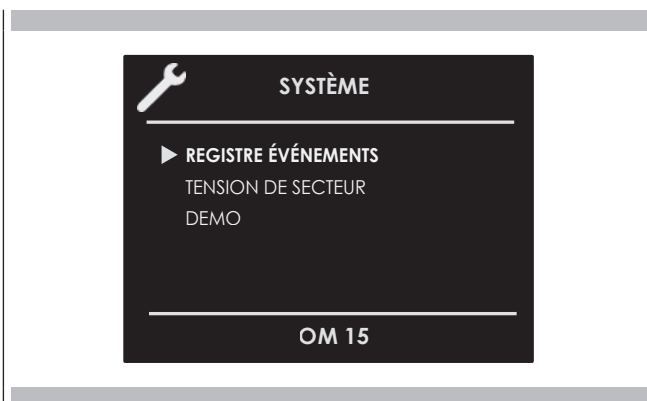 SYSTÈME
▶ REGISTRE ÉVÉNEMENTS
TENSION DE SECTEUR
DEMO
OM 15